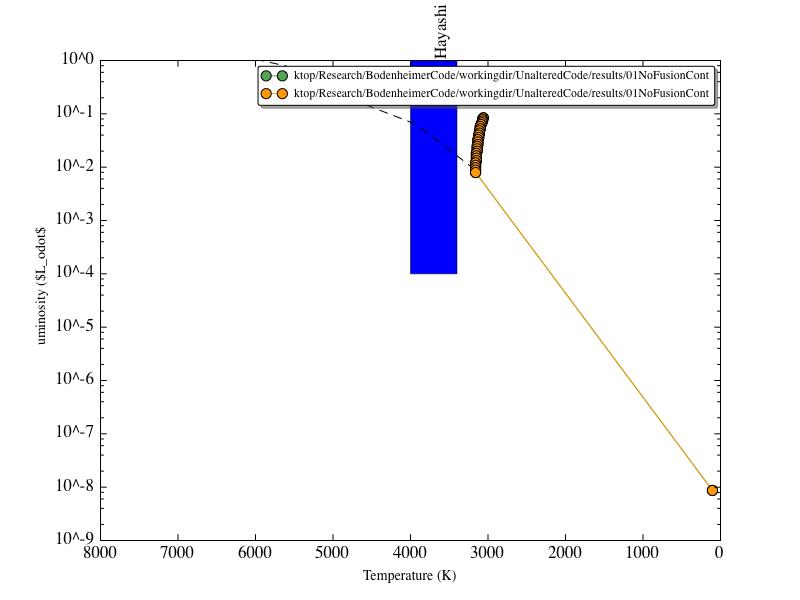 Hayashi
10^0
ktop/Research/BodenheimerCode/workingdir/UnalteredCode/results/01NoFusionCont
ktop/Research/BodenheimerCode/workingdir/UnalteredCode/results/01NoFusionCont
10^-1
10^-2
10^-3
10^-4
10^-5
10^-6
10^-7
10^-8
10^-9
uminosity ($L_odot$
8000 7000 6000 5000 4000 3000 2000 1000 0
Temperature (K)